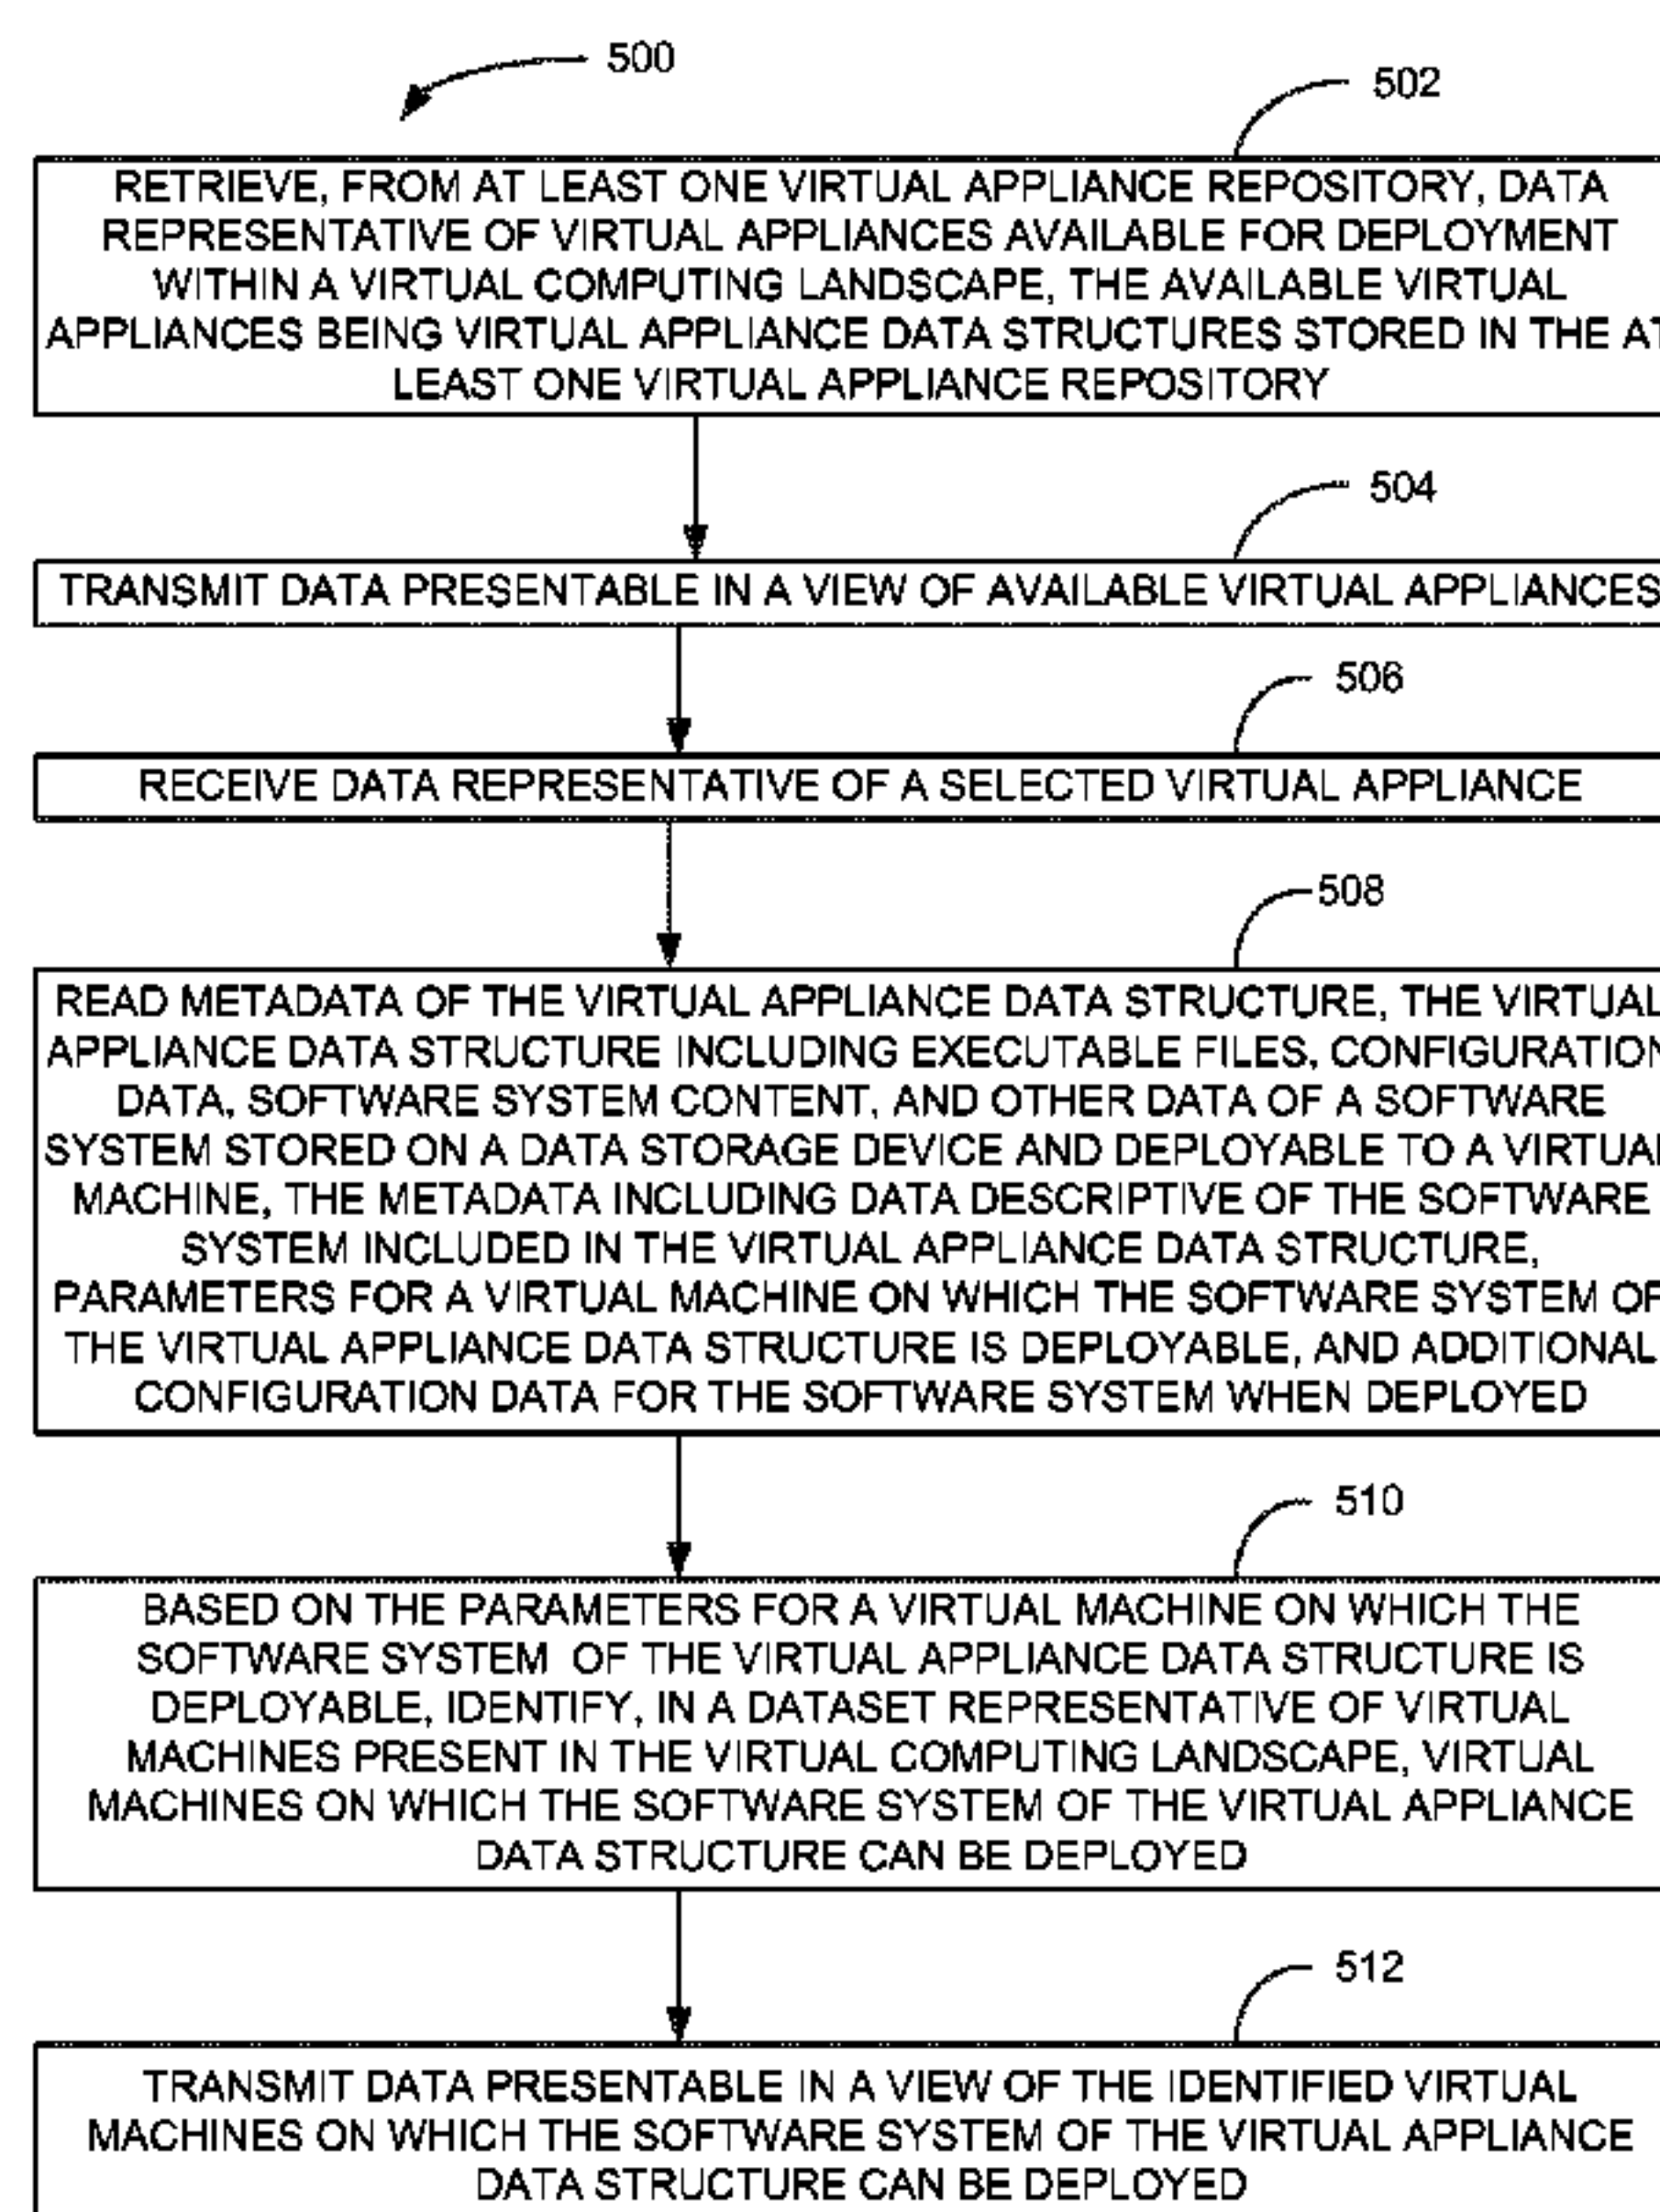 500
502
RETRIEVE, FROM AT LEAST ONE VIRTUAL APPLIANCE REPOSITORY, DATA
REPRESENTATIVE OF VIRTUAL APPLIANCES AVAILABLE FOR DEPLOYMENT
WITHIN A VIRTUAL COMPUTING LANDSCAPE, THE AVAILABLE VIRTUAL
APPLIANCES BEING VIRTUAL APPLIANCE DATA STRUCTURES STORED IN THE AT
LEAST ONE VIRTUAL APPLIANCE REPOSITORY
504
TRANSMIT DATA PRESENTABLE IN A VIEW OF AVAILABLE VIRTUAL APPLIANCES
506
RECEIVE DATA REPRESENTATIVE OF A SELECTED VIRTUAL APPLIANCE
508
READ METADATA OF THE VIRTUAL APPLIANCE DATA STRUCTURE, THE VIRTUAL
APPLIANCE DATA STRUCTURE INCLUDING EXECUTABLE FILES, CONFIGURATION
DATA, SOFTWARE SYSTEM CONTENT, AND OTHER DATA OF A SOFTWARE
SYSTEM STORED ON A DATA STORAGE DEVICE AND DEPLOYABLE TO A VIRTUAL
MACHINE, THE METADATA INCLUDING DATA DESCRIPTIVE OF THE SOFTWARE
SYSTEM INCLUDED IN THE VIRTUAL APPLIANCE DATA STRUCTURE,
PARAMETERS FOR A VIRTUAL MACHINE ON WHICH THE SOFTWARE SYSTEM OF
THE VIRTUAL APPLIANCE DATA STRUCTURE IS DEPLOYABLE, AND ADDITIONAL
CONFIGURATION DATA FOR THE SOFTWARE SYSTEM WHEN DEPLOYED
510
BASED ON THE PARAMETERS FOR A VIRTUAL MACHINE ON WHICH THE
SOFTWARE SYSTEM OF THE VIRTUAL APPLIANCE DATA STRUCTURE IS
DEPLOYABLE, IDENTIFY, IN A DATASET REPRESENTATIVE OF VIRTUAL
MACHINES PRESENT IN THE VIRTUAL COMPUTING LANDSCAPE, VIRTUAL
MACHINES ON WHICH THE SOFTWARE SYSTEM OF THE VIRTUAL APPLIANCE
DATA STRUCTURE CAN BE DEPLOYED
512
TRANSMIT DATA PRESENTABLE IN A VIEW OF THE IDENTIFIED VIRTUAL
MACHINES ON WHICH THE SOFTWARE SYSTEM OF THE VIRTUAL APPLIANCE
DATA STRUCTURE CAN BE DEPLOYED